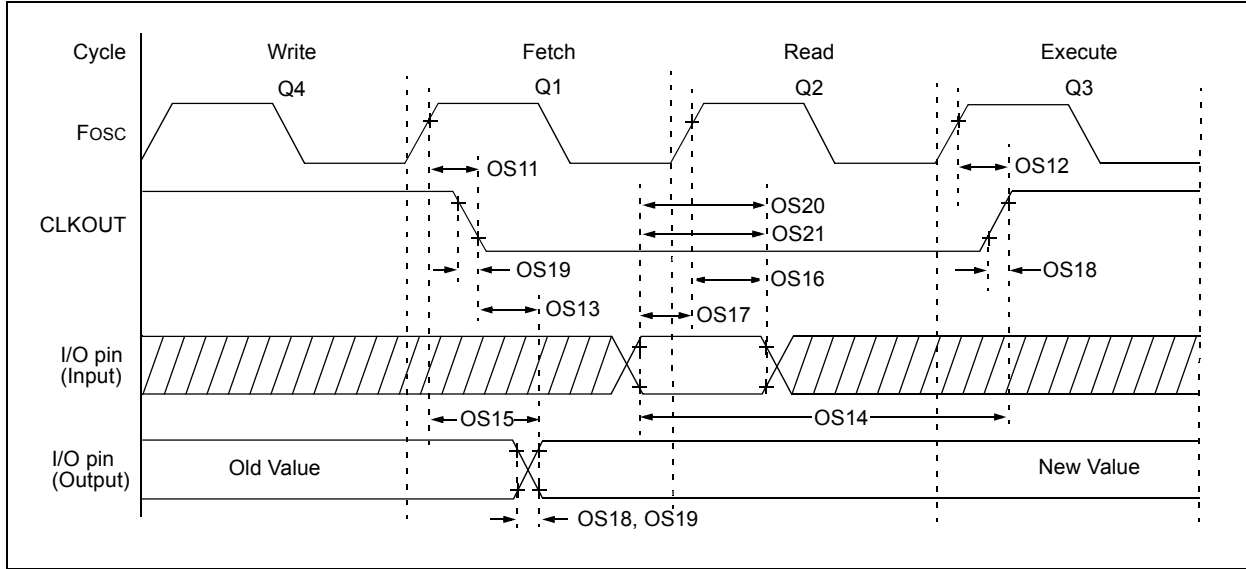 Cycle Write Fetch Read Execute
Q4 Q1 Q2 Q3
FOSC
OS11 OS12
CLKOUT
OS20
OS21
OS19 OS16 OS18
OS13 OS17
I/O pin
(Input)
OS15 OS14
I/O pin
(Output)
Old Value New Value
OS18, OS19